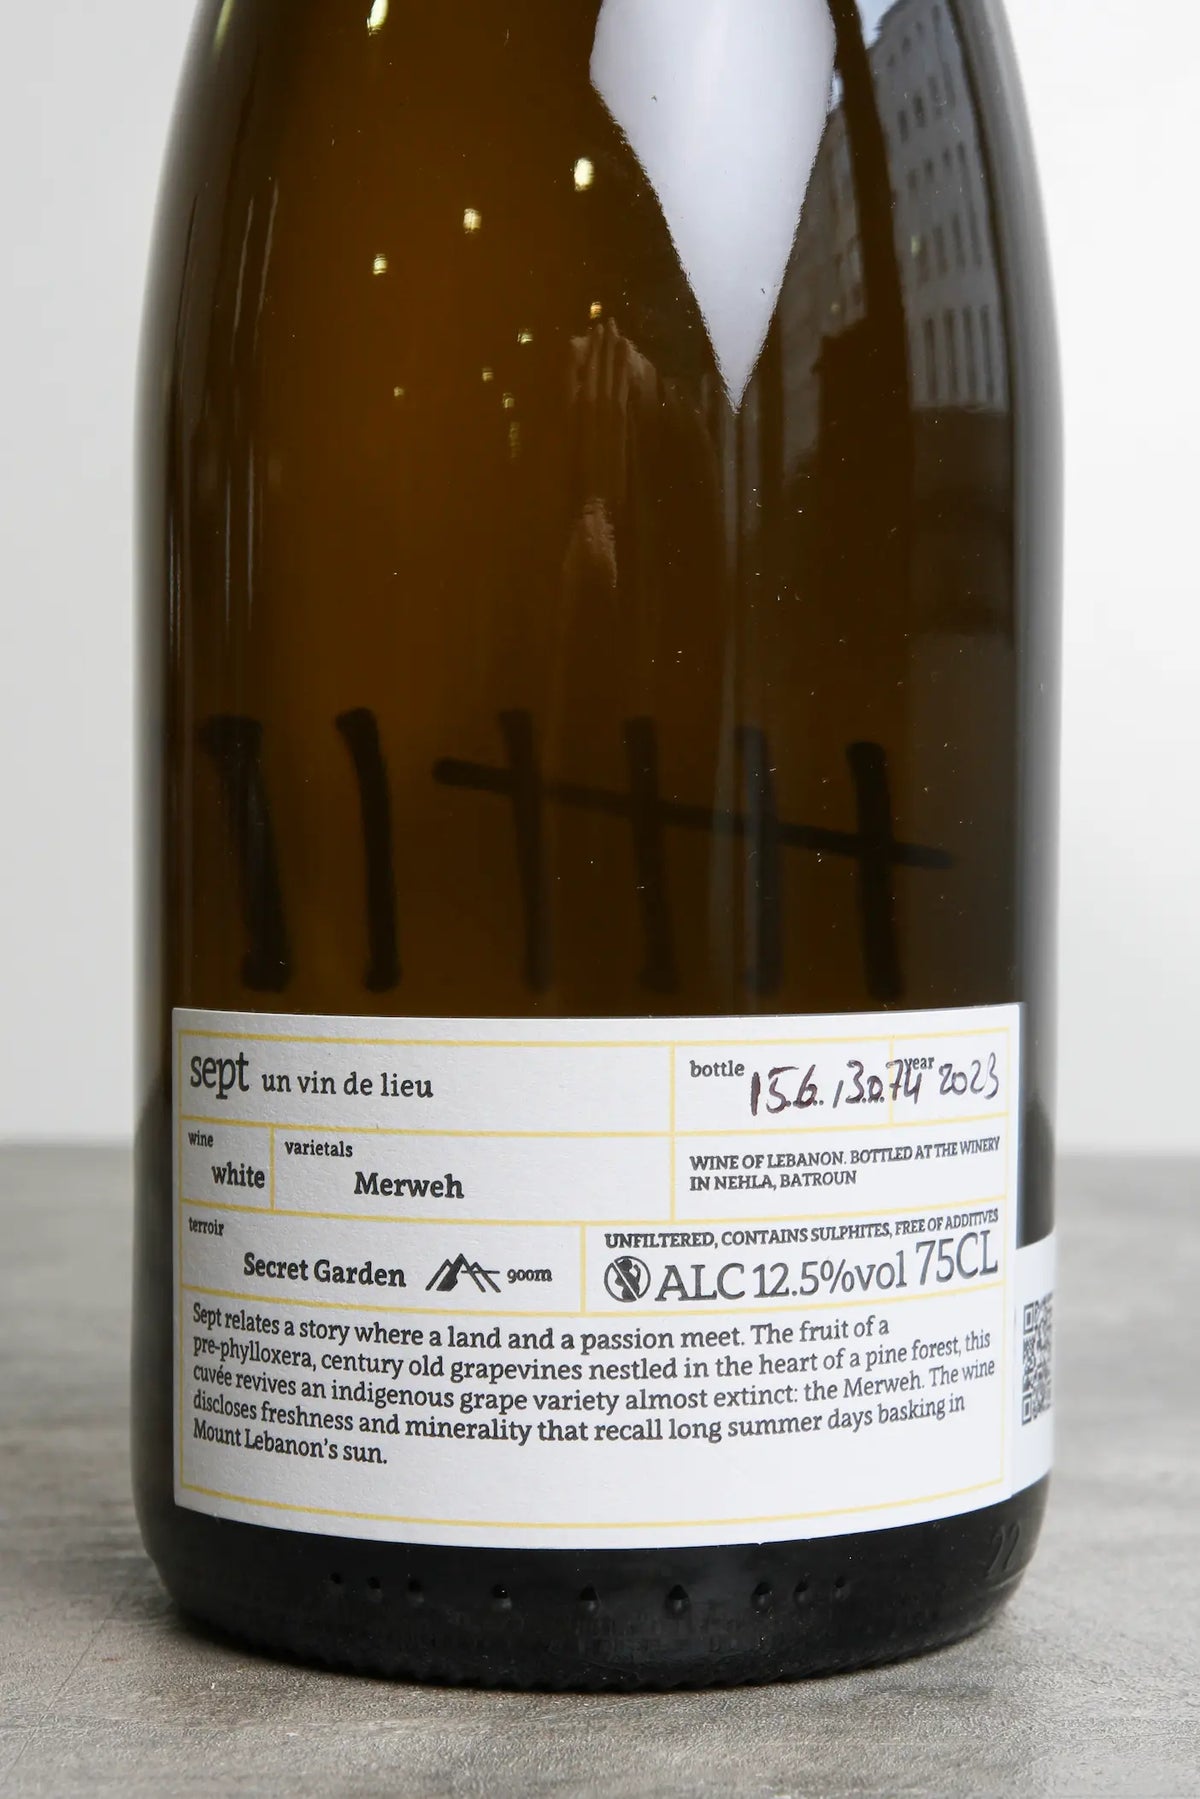 sept un vin de lieu
bottle 156./3074 year 2023
wine
white
varietals
Merweh
WINE OF LEBANON. BOTTLED AT THE WINERY
IN NEHLA, BATROUN
terroir
Secret Garden 900m
UNFILTERED, CONTAINS SULPHITES, FREE OF ADDITIVES
ALC 12.5%vol 75CL
Sept relates a story where a land and a passion meet. The fruit of a
pre-phylloxera, century old grapevines nestled in the heart of a pine forest, this
cuvée revives an indigenous grape variety almost extinct: the Merweh. The wine
discloses freshness and minerality that recall long summer days basking in
Mount Lebanon's sun.